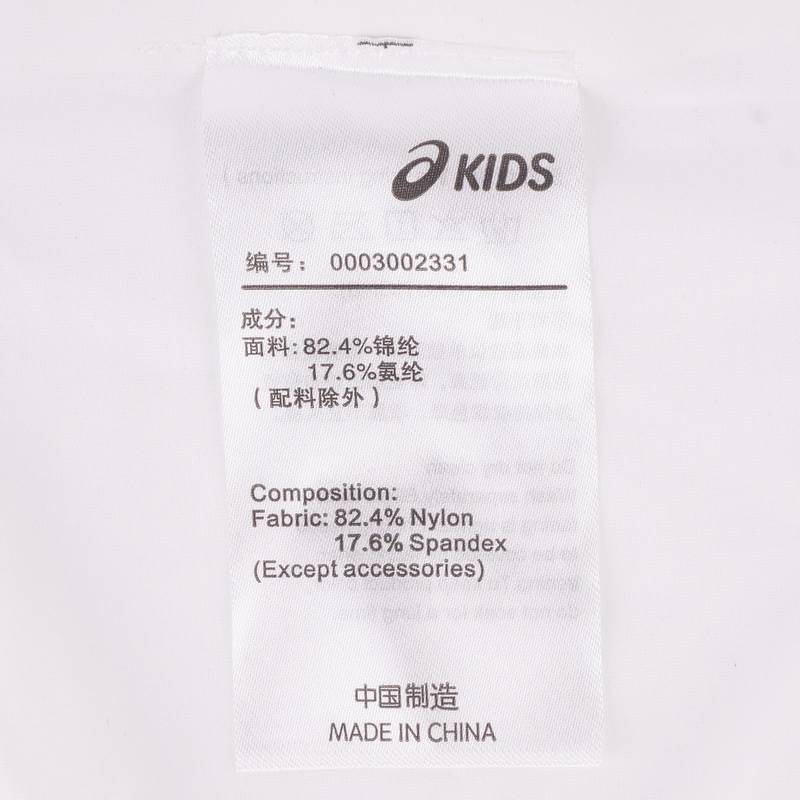 KIDS
编号： 0003002331
成分：
面料：82.4%锦纶
17.6%氨纶
（配料除外）
Composition:
Fabric: 82.4% Nylon
17.6% Spandex
(Except accessories)
中国制造
MADE IN CHINA